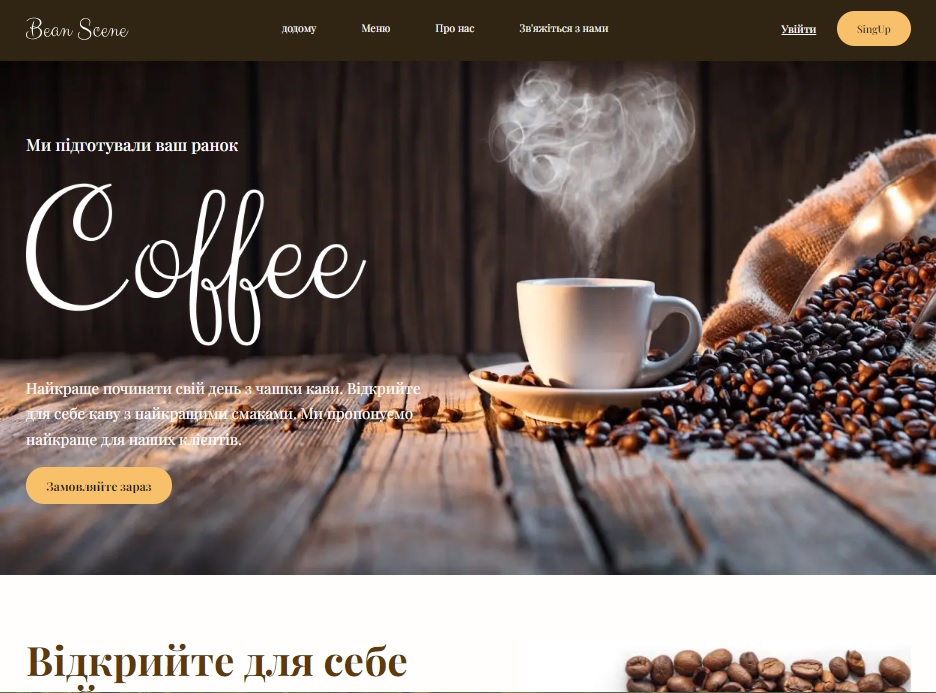 Bean Scene
додому
Меню
Про нас
Зв'яжіться з нами
Увійти
SingUp
Ми підготували ваш ранок
Coffee
Найкраще починати свій день з чашки кави. Відкрийте
для себе каву з найкращими смаками. Ми пропонуємо
найкраще для наших клієнтів.
Замовляйте зараз
Відкрийте для себе